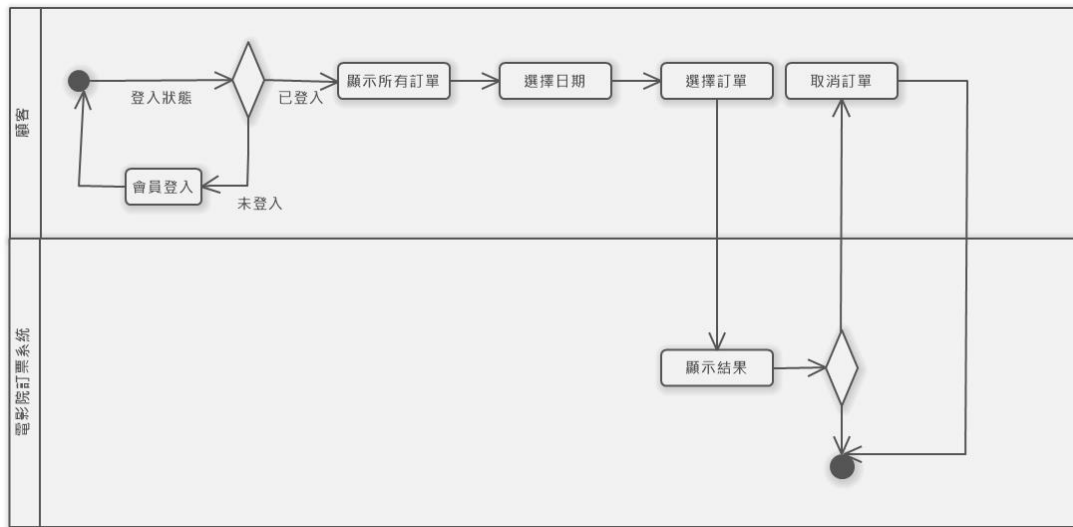 顧客
登入狀態
已登入
顯示所有訂單
選擇日期
選擇訂單
取消訂單
會員登入
未登入
電影院訂票系統
顯示結果